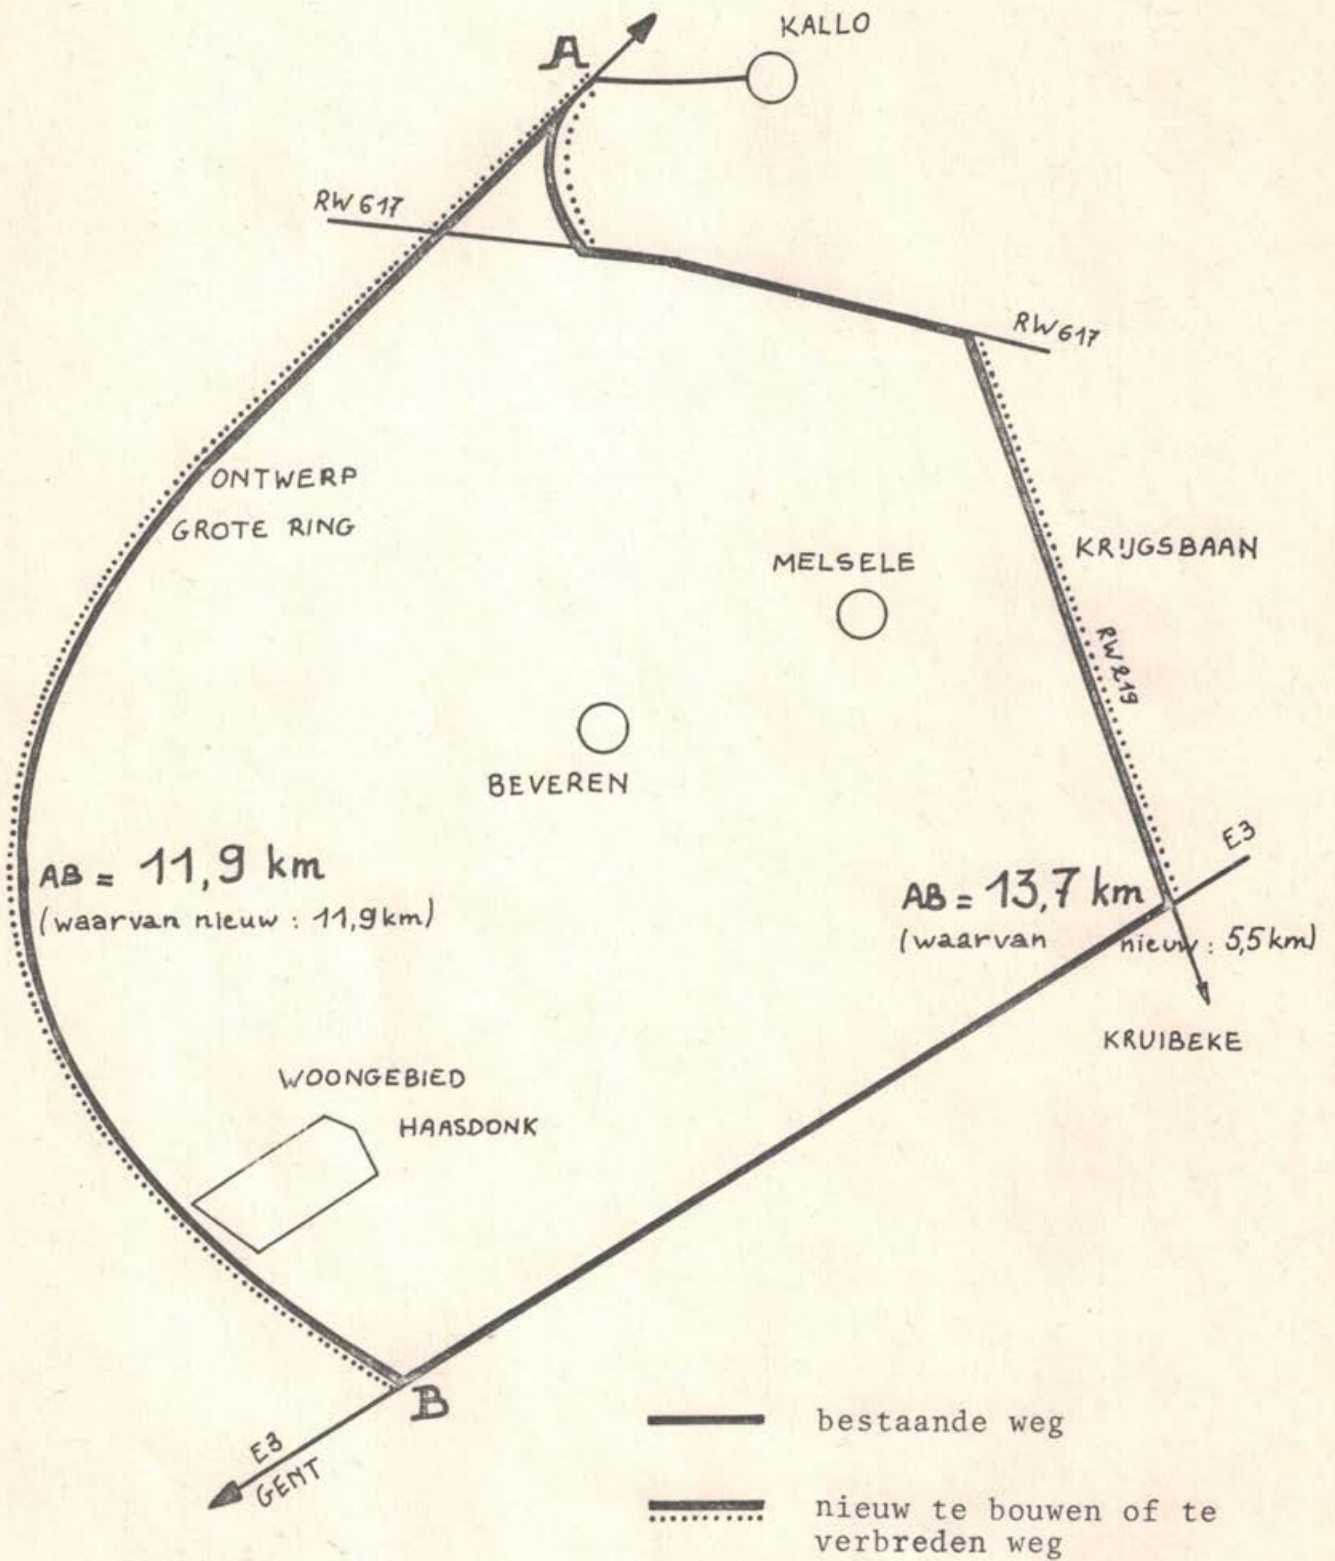 KALLO
A
RW 617
RW 617
ONTWERP
GROTE RING
KRIJGSBAAN
MELSELE
RW 219
BEVEREN
E3
AB = 11,9 km
(waarvan nieuw : 11,9 km)
AB = 13,7 km
(waarvan nieuw : 5,5 km)
KRUIBEKE
WOONGEBIED
HAASDONK
B
E3
GENT
bestaande weg
nieuw te bouwen of te
verbreden weg